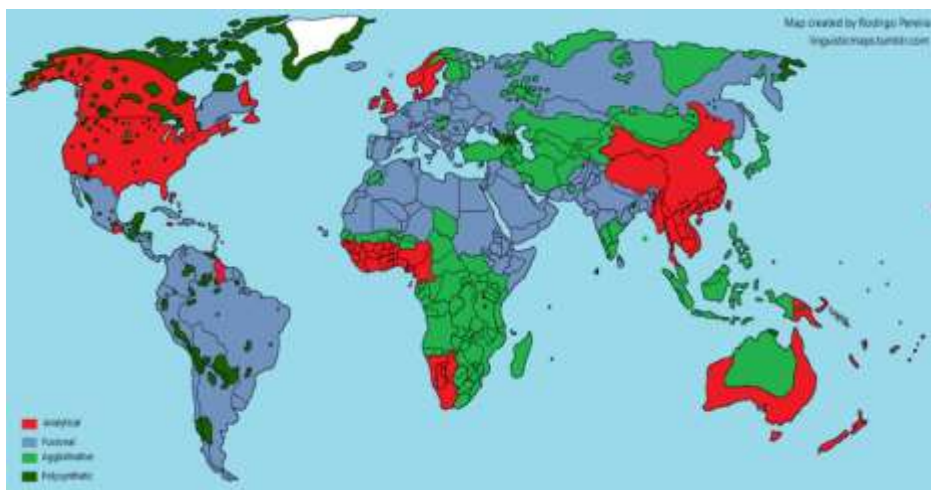 Map created by Rodrigo Pereira
linguisticmaps.tumblr.com
Analytical
Fusional
Agglutinative
Polysynthetic